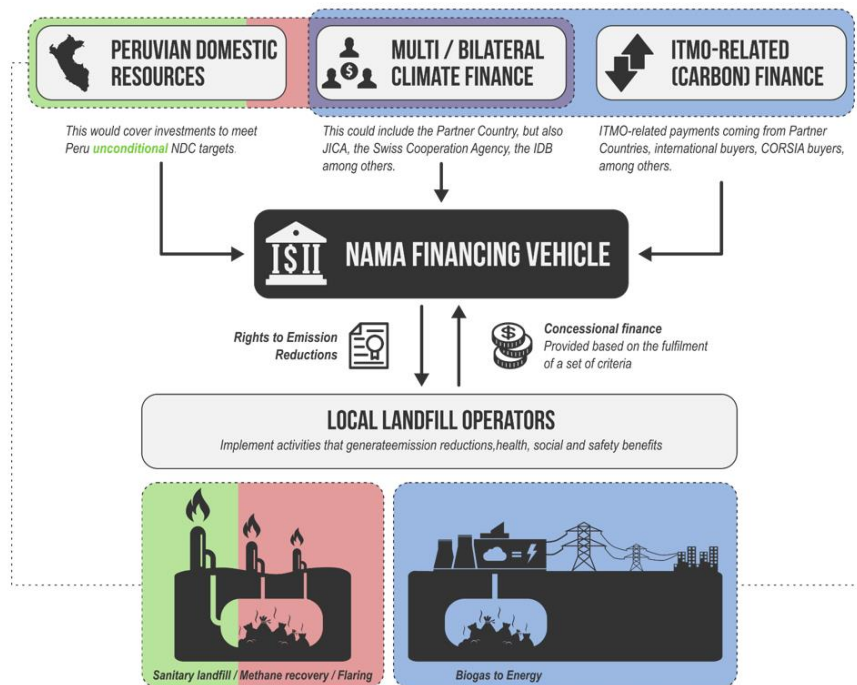 PERUVIAN DOMESTIC
RESOURCES
MULTI / BILATERAL
CLIMATE FINANCE
ITMO-RELATED
(CARBON) FINANCE
This would cover investments to meet
Peru unconditional NDC targets.
This could include the Partner Country, but also
JICA, the Swiss Cooperation Agency, the IDB
among others.
ITMO-related payments coming from Partner
Countries, international buyers, CORSIA buyers,
among others.
$
I$II
NAMA FINANCING VEHICLE
Rights to Emission
Reductions
$
Concessional finance
Provided based on the fulfilment
of a set of criteria
LOCAL LANDFILL OPERATORS
Implement activities that generateemission reductions,health, social and safety benefits
=
Sanitary landfill / Methane recovery / Flaring
Biogas to Energy